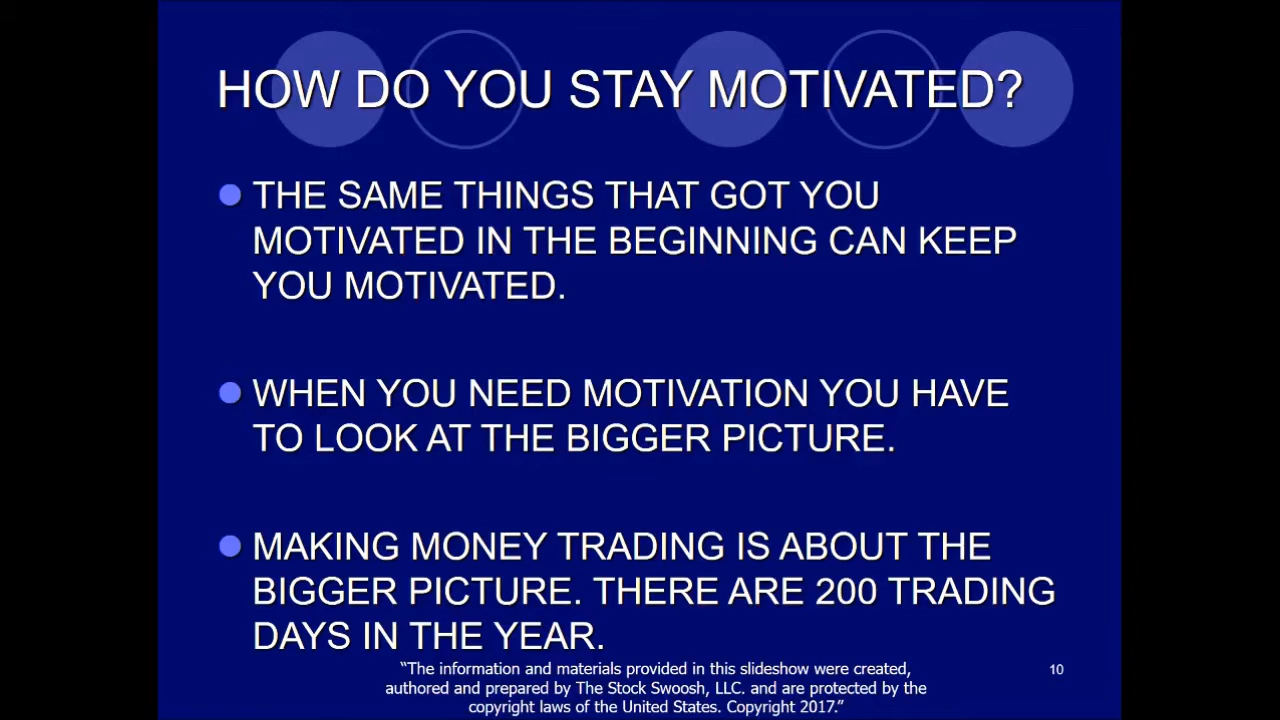 HOW DO YOU STAY MOTIVATED?
THE SAME THINGS THAT GOT YOU
MOTIVATED IN THE BEGINNING CAN KEEP
YOU MOTIVATED.
WHEN YOU NEED MOTIVATION YOU HAVE
TO LOOK AT THE BIGGER PICTURE.
MAKING MONEY TRADING IS ABOUT THE
BIGGER PICTURE. THERE ARE 200 TRADING
DAYS IN THE YEAR.
“The information and materials provided in this slideshow were created,
authored and prepared by The Stock Swoosh, LLC. and are protected by the
copyright laws of the United States. Copyright 2017.”
10